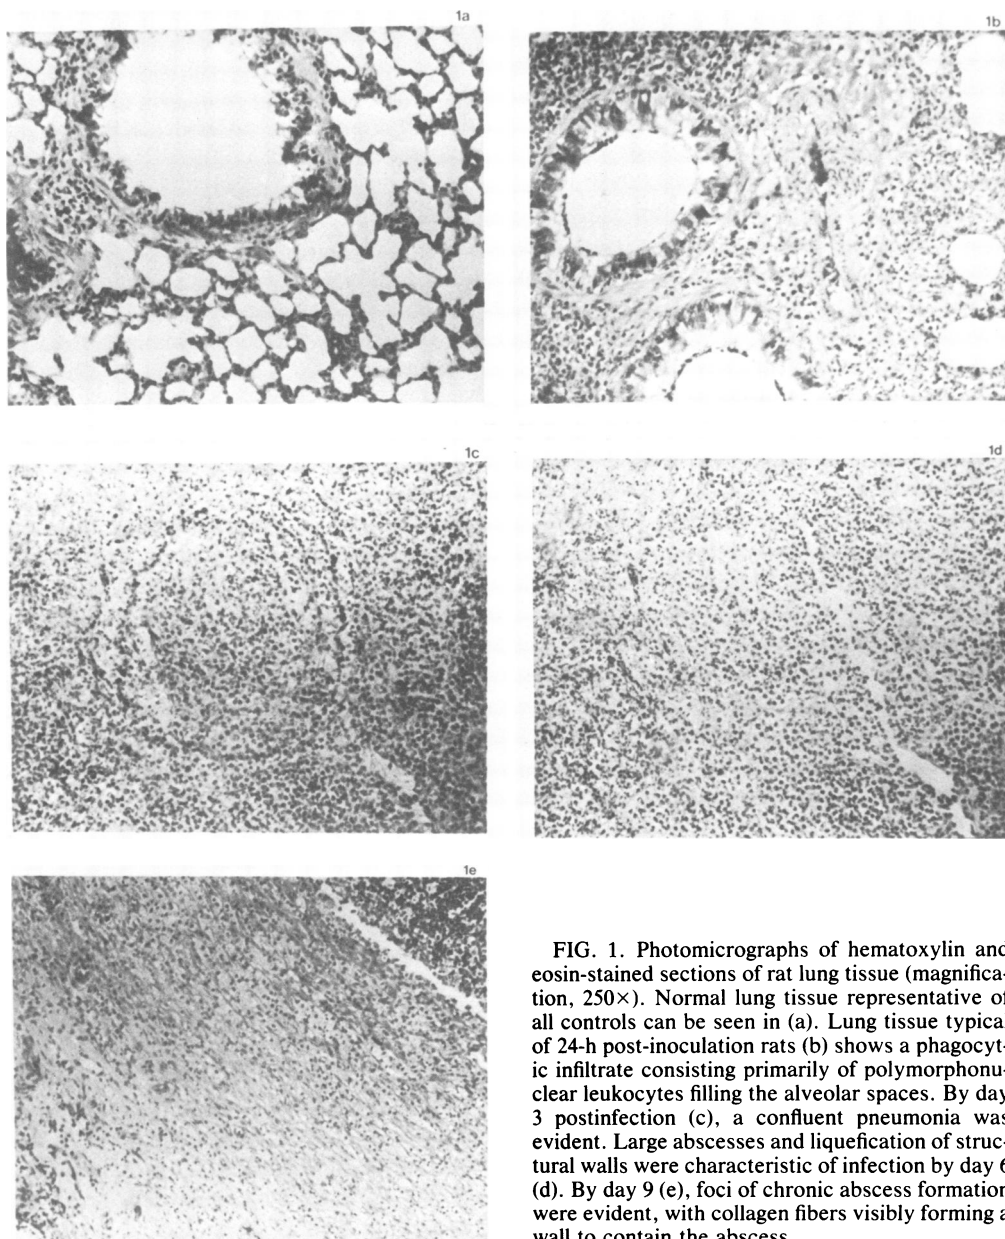 1a
1b
1c
1d
1e
FIG. 1. Photomicrographs of hematoxylin and
eosin-stained sections of rat lung tissue (magnifica-
tion, 250×). Normal lung tissue representative of
all controls can be seen in (a). Lung tissue typical
of 24-h post-inoculation rats (b) shows a phagocyt-
ic infiltrate consisting primarily of polymorphonu-
clear leukocytes filling the alveolar spaces. By day
3 postinfection (c), a confluent pneumonia was
evident. Large abscesses and liquefication of struc-
tural walls were characteristic of infection by day 6
(d). By day 9 (e), foci of chronic abscess formation
were evident, with collagen fibers visibly forming a
wall to contain the abscess.